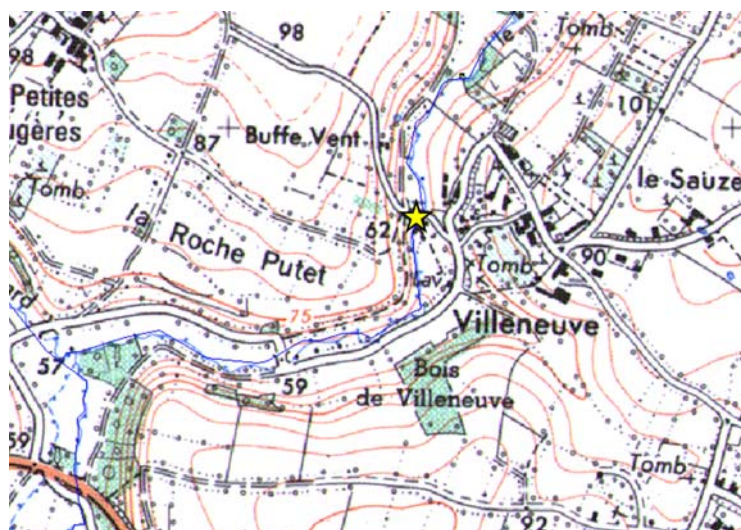 98
Tomb.
98
Petites
ugères
87
Buffe Vent
101
le Sauze
Tomb
la Roche Putet
62
Lav.
Tomb.
90
75
Villeneuve
57
59
Bois
de Villeneuve
59
Tomb
92